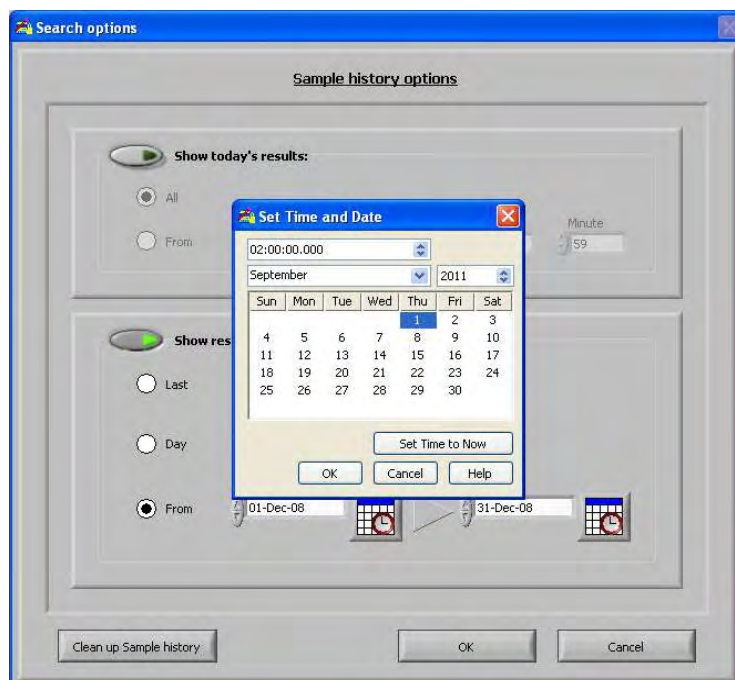 Search options
Sample history options
Show today's results:
All
From
Minute
59
Set Time and Date
02:00:00.000
September 2011
Sun Mon Tue Wed Thu Fri Sat
1 2 3
4 5 6 7 8 9 10
11 12 13 14 15 16 17
18 19 20 21 22 23 24
25 26 27 28 29 30
Set Time to Now
OK Cancel Help
Show res
Last
Day
From 01-Dec-08 31-Dec-08
Clean up Sample history OK Cancel